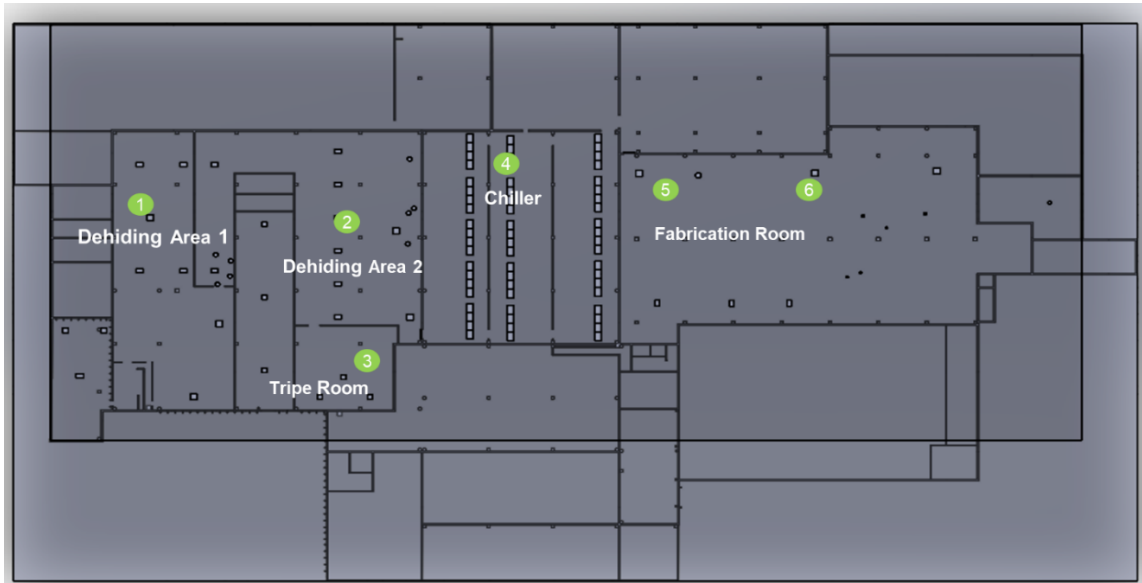 4
Chiller
1
Dehiding Area 1
2
Dehiding Area 2
5
6
Fabrication Room
3
Tripe Room